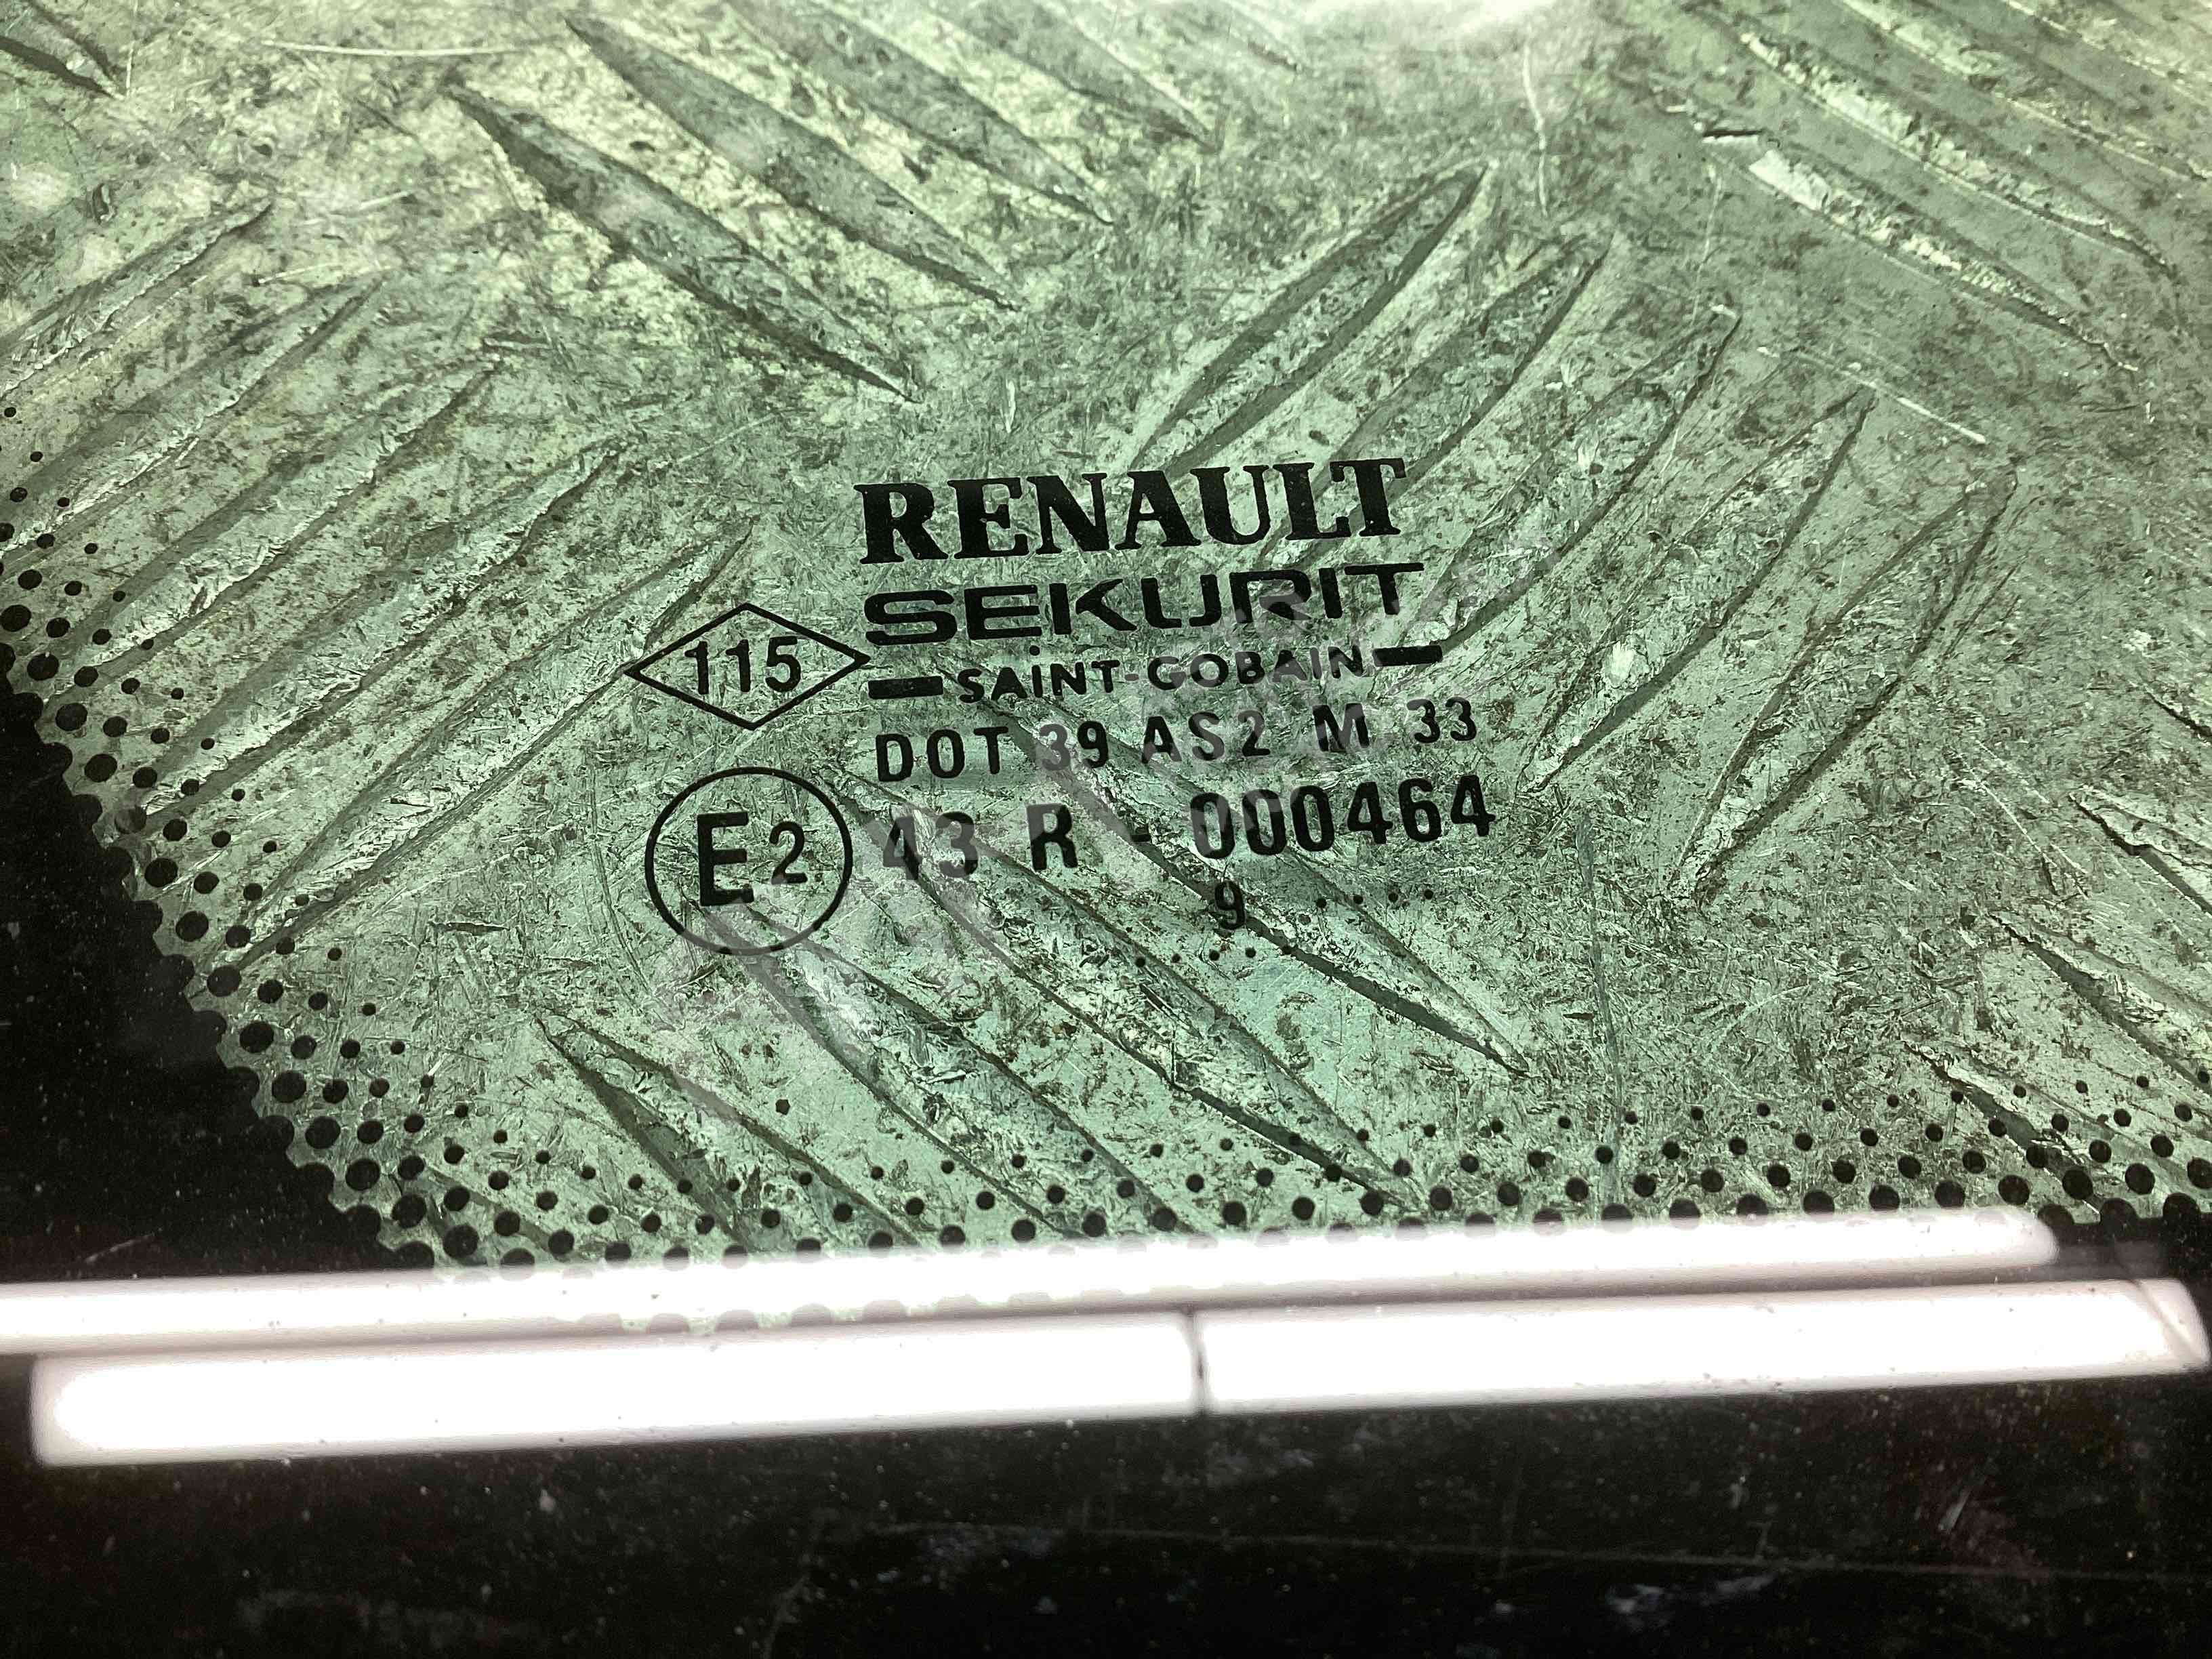 RENAULT
SEKURIT
115
SAiNT-GOBAIN
DOT 39 AS2 M 33
E2 43 R - 000464
9 .....
.....